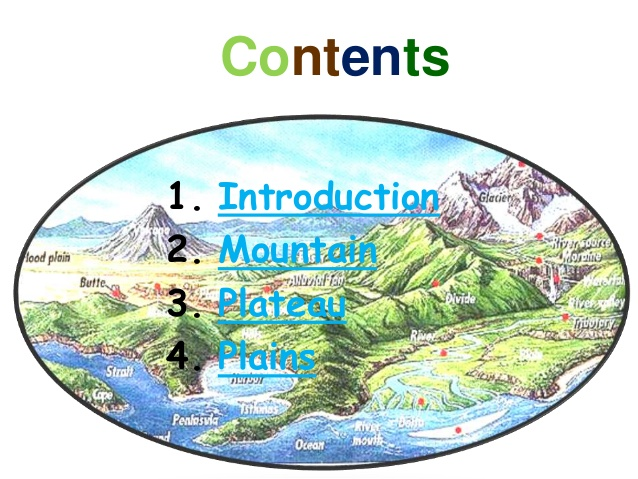 Contents
1. Introduction
Glacier
Volcano
River source
2. Mountain
Moraine
lood plain
Butte
Alluvial fan
Waterfall
3. Plateau
Divide
River valley
Tributary
River
4. Plains
Strait
Harbor
Cape
Isthmus
Peninsula
Delta
River
mouth
Ocean